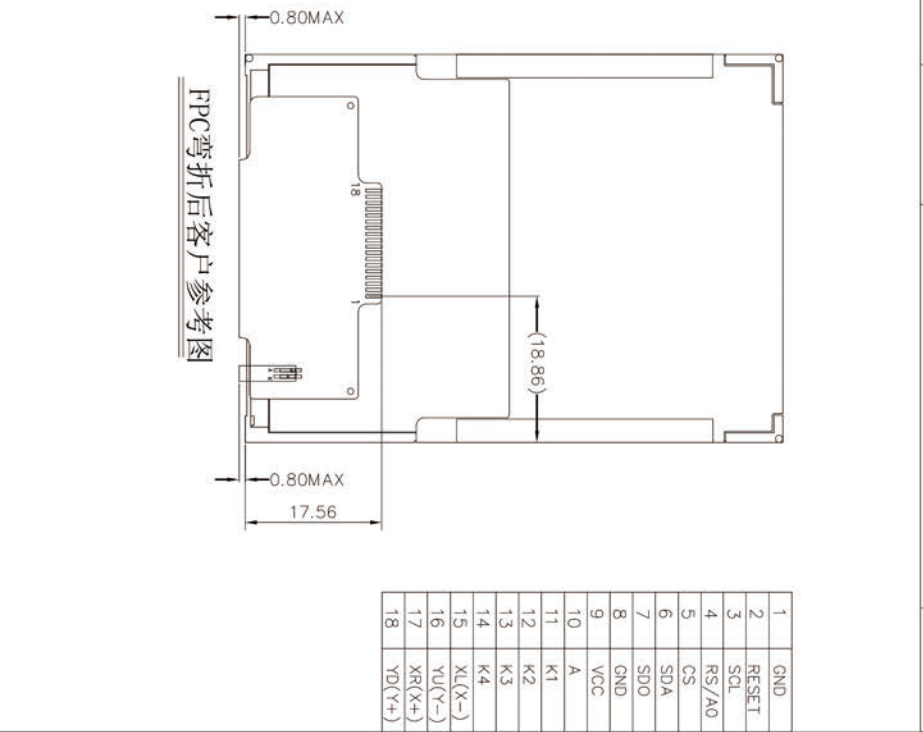 0.80MAX
FPC弯折后客户参考图
18
1
(18.86)
A
K
0.80MAX
17.56
1 GND
2 RESET
3 SCL
4 RS/A0
5 CS
6 SDA
7 SDO
8 GND
9 VCC
10 A
11 K1
12 K2
13 K3
14 K4
15 XL(X-)
16 YU(Y-)
17 XR(X+)
18 YD(Y+)